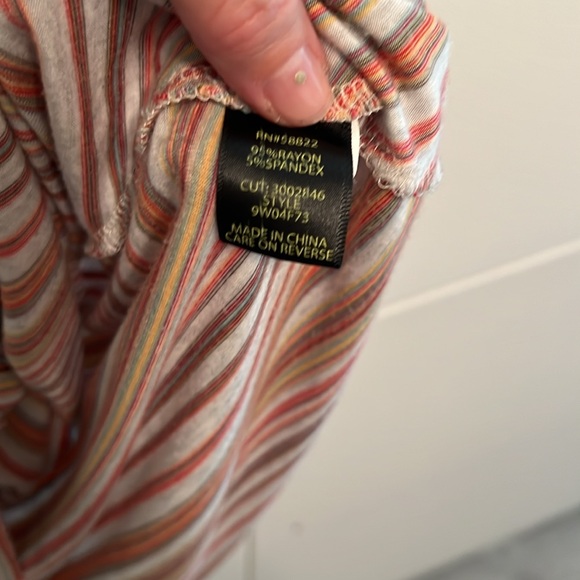 RN#58822
95%RAYON
5%SPANDEX
CUT: 3002846
STYLE
9W04F73
MADE IN CHINA
CARE ON REVERSE